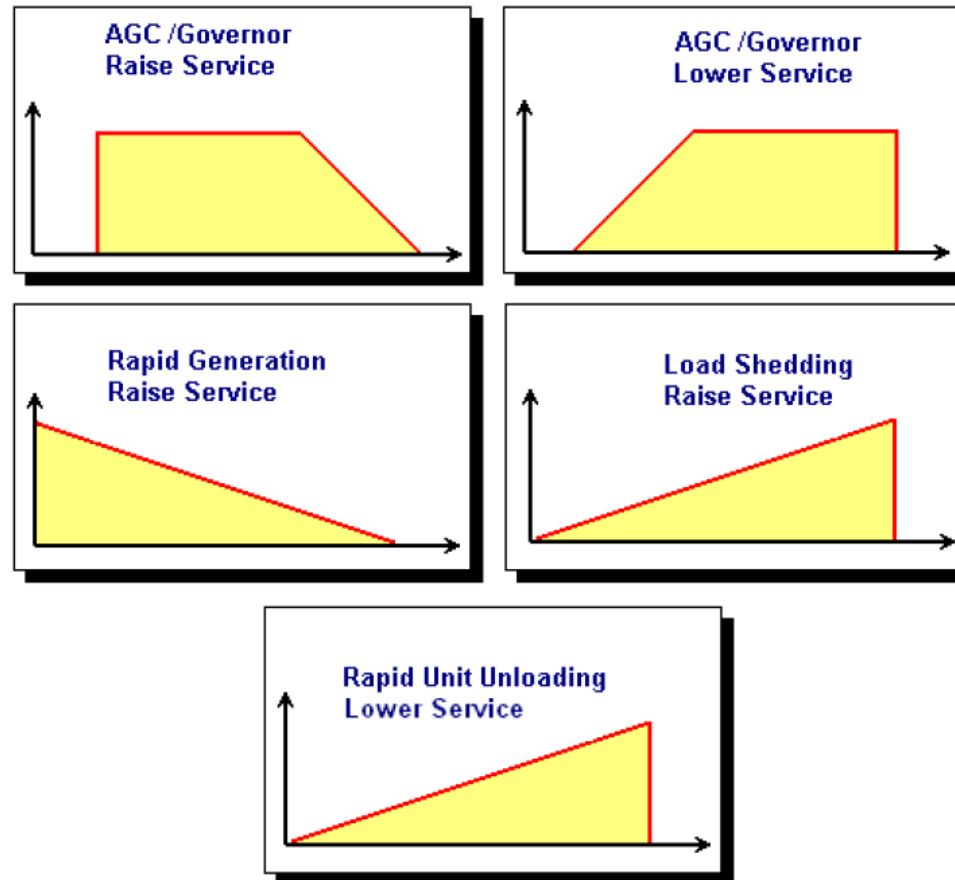 AGC /Governor
Raise Service
AGC /Governor
Lower Service
Rapid Generation
Raise Service
Load Shedding
Raise Service
Rapid Unit Unloading
Lower Service